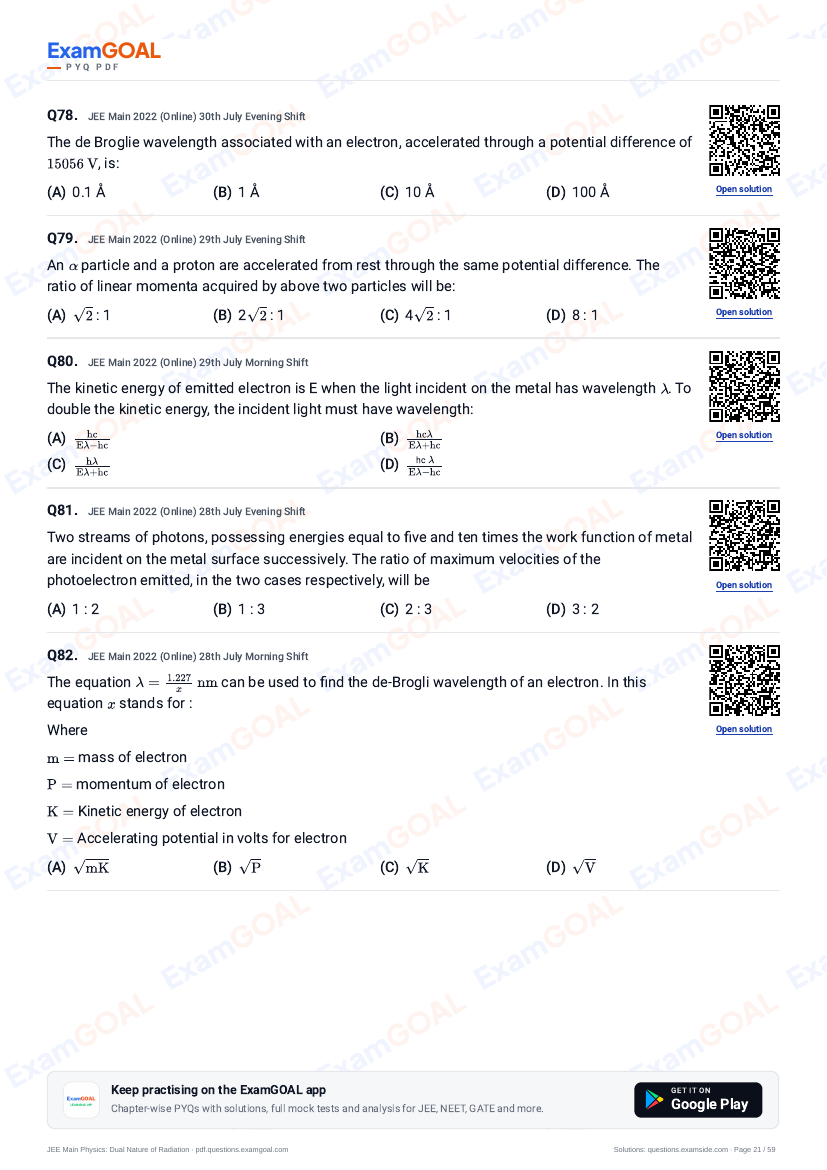 ExamGOAL
PYQ PDF
Q78. JEE Main 2022 (Online) 30th July Evening Shift
The de Broglie wavelength associated with an electron, accelerated through a potential difference of
15056 V, is:
(A) 0.1 Å (B) 1 Å (C) 10 Å (D) 100 Å
Open solution
Q79. JEE Main 2022 (Online) 29th July Evening Shift
An α particle and a proton are accelerated from rest through the same potential difference. The
ratio of linear momenta acquired by above two particles will be:
(A) √2 : 1 (B) 2√2 : 1 (C) 4√2 : 1 (D) 8 : 1
Open solution
Q80. JEE Main 2022 (Online) 29th July Morning Shift
The kinetic energy of emitted electron is E when the light incident on the metal has wavelength λ. To
double the kinetic energy, the incident light must have wavelength:
(A) hc/(Eλ−hc) (B) hcλ/(Eλ+hc)
(C) hλ/(Eλ+hc) (D) hc λ/(Eλ−hc)
Open solution
Q81. JEE Main 2022 (Online) 28th July Evening Shift
Two streams of photons, possessing energies equal to five and ten times the work function of metal
are incident on the metal surface successively. The ratio of maximum velocities of the
photoelectron emitted, in the two cases respectively, will be
(A) 1 : 2 (B) 1 : 3 (C) 2 : 3 (D) 3 : 2
Open solution
Q82. JEE Main 2022 (Online) 28th July Morning Shift
The equation λ = 1.227/x nm can be used to find the de-Brogli wavelength of an electron. In this
equation x stands for :
Where
m = mass of electron
P = momentum of electron
K = Kinetic energy of electron
V = Accelerating potential in volts for electron
(A) √mK (B) √P (C) √K (D) √V
Open solution
ExamGOAL
Keep practising on the ExamGOAL app
Chapter-wise PYQs with solutions, full mock tests and analysis for JEE, NEET, GATE and more.
GET IT ON
Google Play
JEE Main Physics: Dual Nature of Radiation · pdf.questions.examgoal.com
Solutions: questions.examside.com · Page 21 / 59